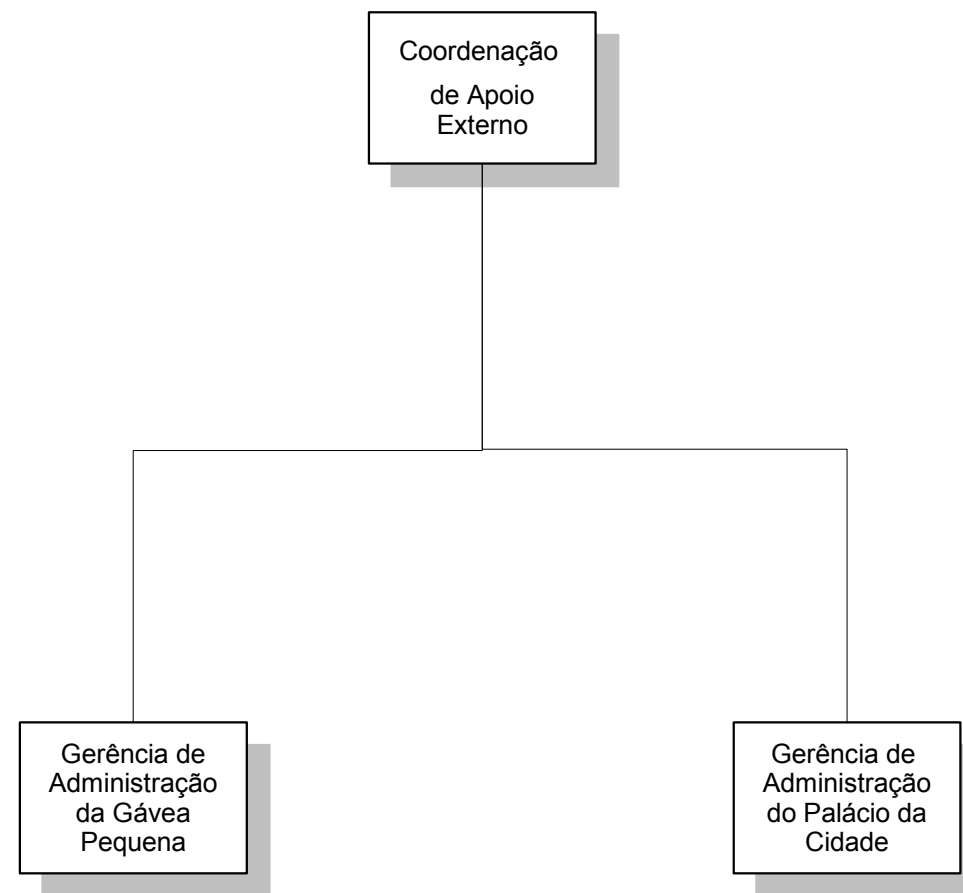 Coordenação
de Apoio
Externo
Gerência de
Administração
da Gávea
Pequena
Gerência de
Administração
do Palácio da
Cidade